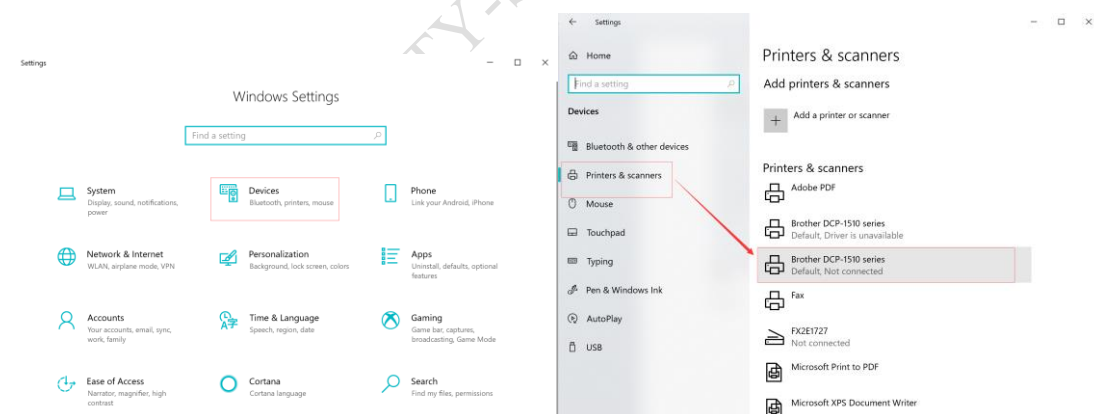 Settings
Windows Settings
Find a setting
System
Display, sound, notifications,
power
Devices
Bluetooth, printers, mouse
Phone
Link your Android, iPhone
Network & Internet
WLAN, airplane mode, VPN
Personalization
Background, lock screen, colors
Apps
Uninstall, defaults, optional
features
Accounts
Your accounts, email, sync,
work, family
Time & Language
Speech, region, date
Gaming
Game bar, captures,
broadcasting, Game Mode
Ease of Access
Narrator, magnifier, high
contrast
Cortana
Cortana language
Search
Find my files, permissions
Settings
Home
Find a setting
Devices
Bluetooth & other devices
Printers & scanners
Mouse
Touchpad
Typing
Pen & Windows Ink
AutoPlay
USB
Printers & scanners
Add printers & scanners
Add a printer or scanner
Printers & scanners
Adobe PDF
Brother DCP-1510 series
Default, Driver is unavailable
Brother DCP-1510 series
Default, Not connected
Fax
FX2E1727
Not connected
Microsoft Print to PDF
Microsoft XPS Document Writer